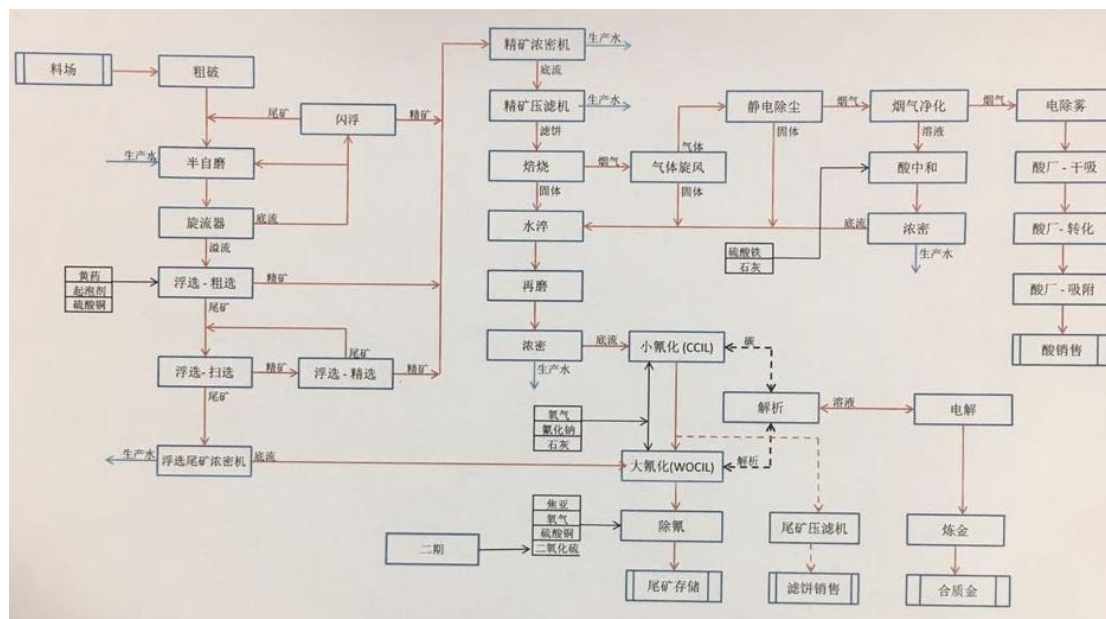 料场
粗破
尾矿
闪浮
精矿
生产水
半自磨
旋流器
底流
溢流
黄药
起泡剂
硫酸铜
浮选 - 粗选
精矿
尾矿
尾矿
浮选 - 扫选
精矿
浮选 - 精选
精矿
尾矿
生产水
浮选尾矿浓密机
底流
精矿浓密机
生产水
底流
精矿压滤机
生产水
滤饼
焙烧
烟气
气体旋风
气体
固体
固体
水淬
再磨
浓密
底流
生产水
静电除尘
烟气
固体
烟气净化
烟气
溶液
酸中和
底流
浓密
生产水
硫酸铁
石灰
电除雾
酸厂 - 干吸
酸厂 - 转化
酸厂 - 吸附
酸销售
小氰化 (CCIL)
碳
解析
溶液
电解
氧气
氰化钠
石灰
大氰化(WOCIL)
解析
焦亚
氧气
硫酸铜
二氧化硫
二期
除氰
尾矿存储
尾矿压滤机
滤饼销售
炼金
合质金